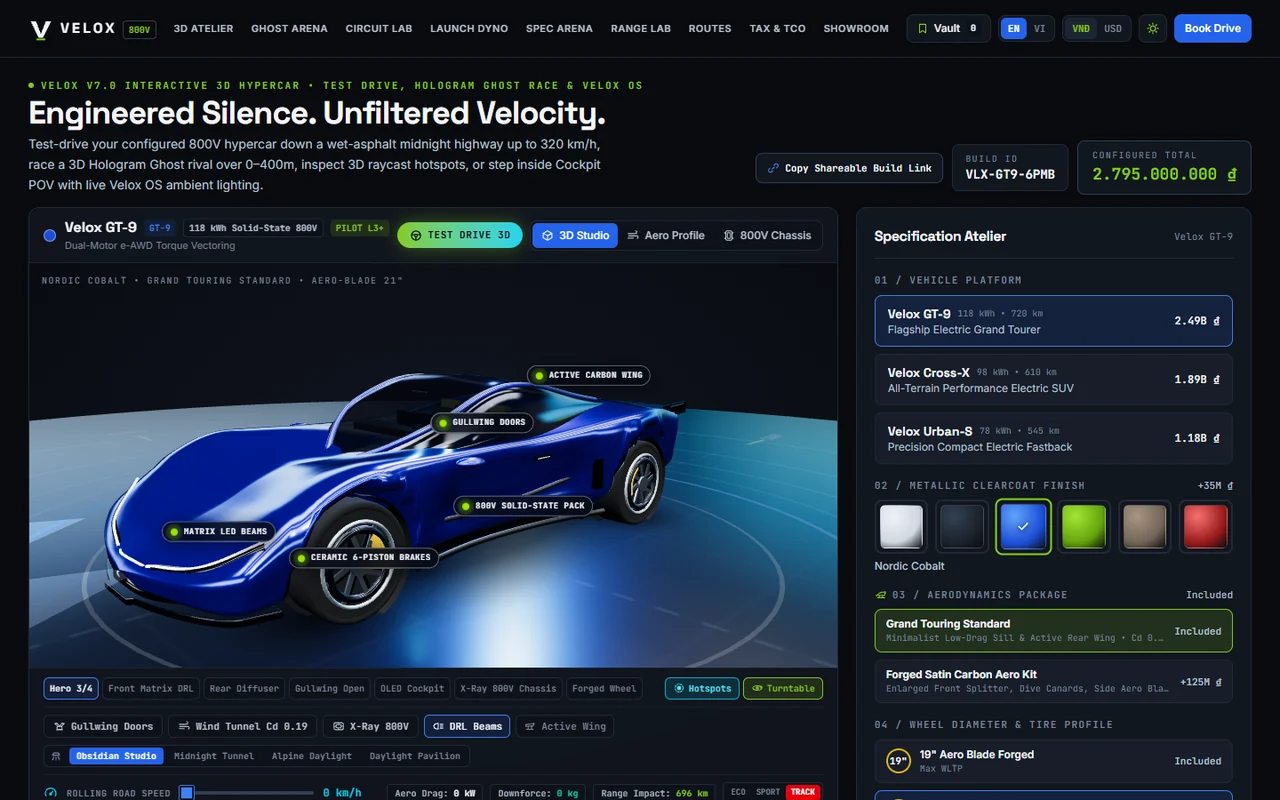 VELOX 800V 3D ATELIER GHOST ARENA CIRCUIT LAB LAUNCH DYNO SPEC ARENA RANGE LAB ROUTES TAX & TCO SHOWROOM Vault 0 EN VI VNĐ USD Book Drive
VELOX V7.0 INTERACTIVE 3D HYPERCAR • TEST DRIVE, HOLOGRAM GHOST RACE & VELOX OS
Engineered Silence. Unfiltered Velocity.
Test-drive your configured 800V hypercar down a wet-asphalt midnight highway up to 320 km/h,
race a 3D Hologram Ghost rival over 0–400m, inspect 3D raycast hotspots, or step inside Cockpit
POV with live Velox OS ambient lighting.
Copy Shareable Build Link
BUILD ID
VLX-GT9-6PMB
CONFIGURED TOTAL
2.795.000.000 ₫
Velox GT-9 GT-9 118 kWh Solid-State 800V PILOT L3+
Dual-Motor e-AWD Torque Vectoring
TEST DRIVE 3D 3D Studio Aero Profile 800V Chassis
NORDIC COBALT • GRAND TOURING STANDARD • AERO-BLADE 21"
ACTIVE CARBON WING
GULLWING DOORS
800V SOLID-STATE PACK
MATRIX LED BEAMS
CERAMIC 6-PISTON BRAKES
Hero 3/4 Front Matrix DRL Rear Diffuser Gullwing Open OLED Cockpit X-Ray 800V Chassis Forged Wheel Hotspots Turntable
Gullwing Doors Wind Tunnel Cd 0.19 X-Ray 800V DRL Beams Active Wing
Obsidian Studio Midnight Tunnel Alpine Daylight Daylight Pavilion
ROLLING ROAD SPEED 0 km/h Aero Drag: 0 kW Downforce: 0 kg Range Impact: 696 km ECO SPORT TRACK
Specification Atelier Velox GT-9
01 / VEHICLE PLATFORM
Velox GT-9 118 kWh • 720 km
Flagship Electric Grand Tourer
2.49B ₫
Velox Cross-X 98 kWh • 610 km
All-Terrain Performance Electric SUV
1.89B ₫
Velox Urban-S 78 kWh • 545 km
Precision Compact Electric Fastback
1.18B ₫
02 / METALLIC CLEARCOAT FINISH +35M ₫
Nordic Cobalt
03 / AERODYNAMICS PACKAGE Included
Grand Touring Standard
Minimalist Low-Drag Sill & Active Rear Wing • Cd 0.…
Included
Forged Satin Carbon Aero Kit
Enlarged Front Splitter, Dive Canards, Side Aero Bla…
+125M ₫
04 / WHEEL DIAMETER & TIRE PROFILE
19" 19" Aero Blade Forged
Max WLTP
Included